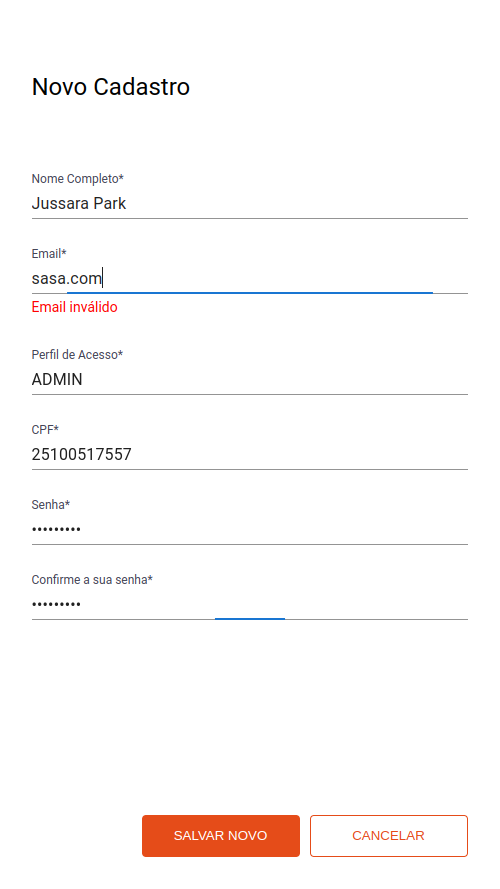 Novo Cadastro
Nome Completo*
Jussara Park
Email*
sasa.com
Email inválido
Perfil de Acesso*
ADMIN
CPF*
25100517557
Senha*
•••••••••
Confirme a sua senha*
•••••••••
SALVAR NOVO
CANCELAR